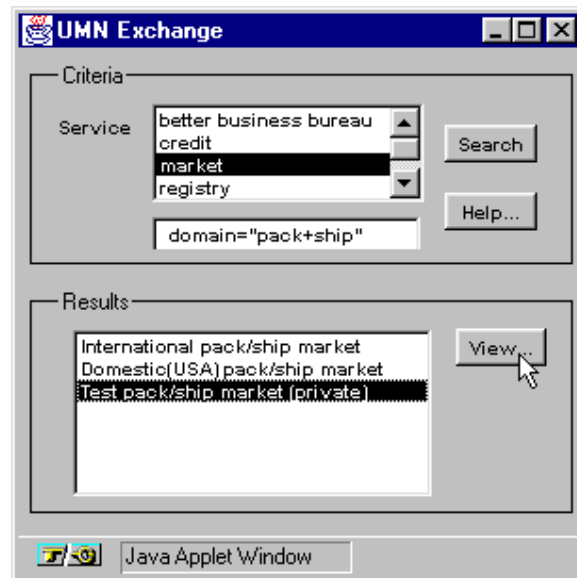 UMN Exchange
Criteria
Service
better business bureau
credit
market
registry
Search
Help...
domain="pack+ship"
Results
International pack/ship market
Domestic(USA)pack/ship market
Test pack/ship market (private)
View...
Java Applet Window